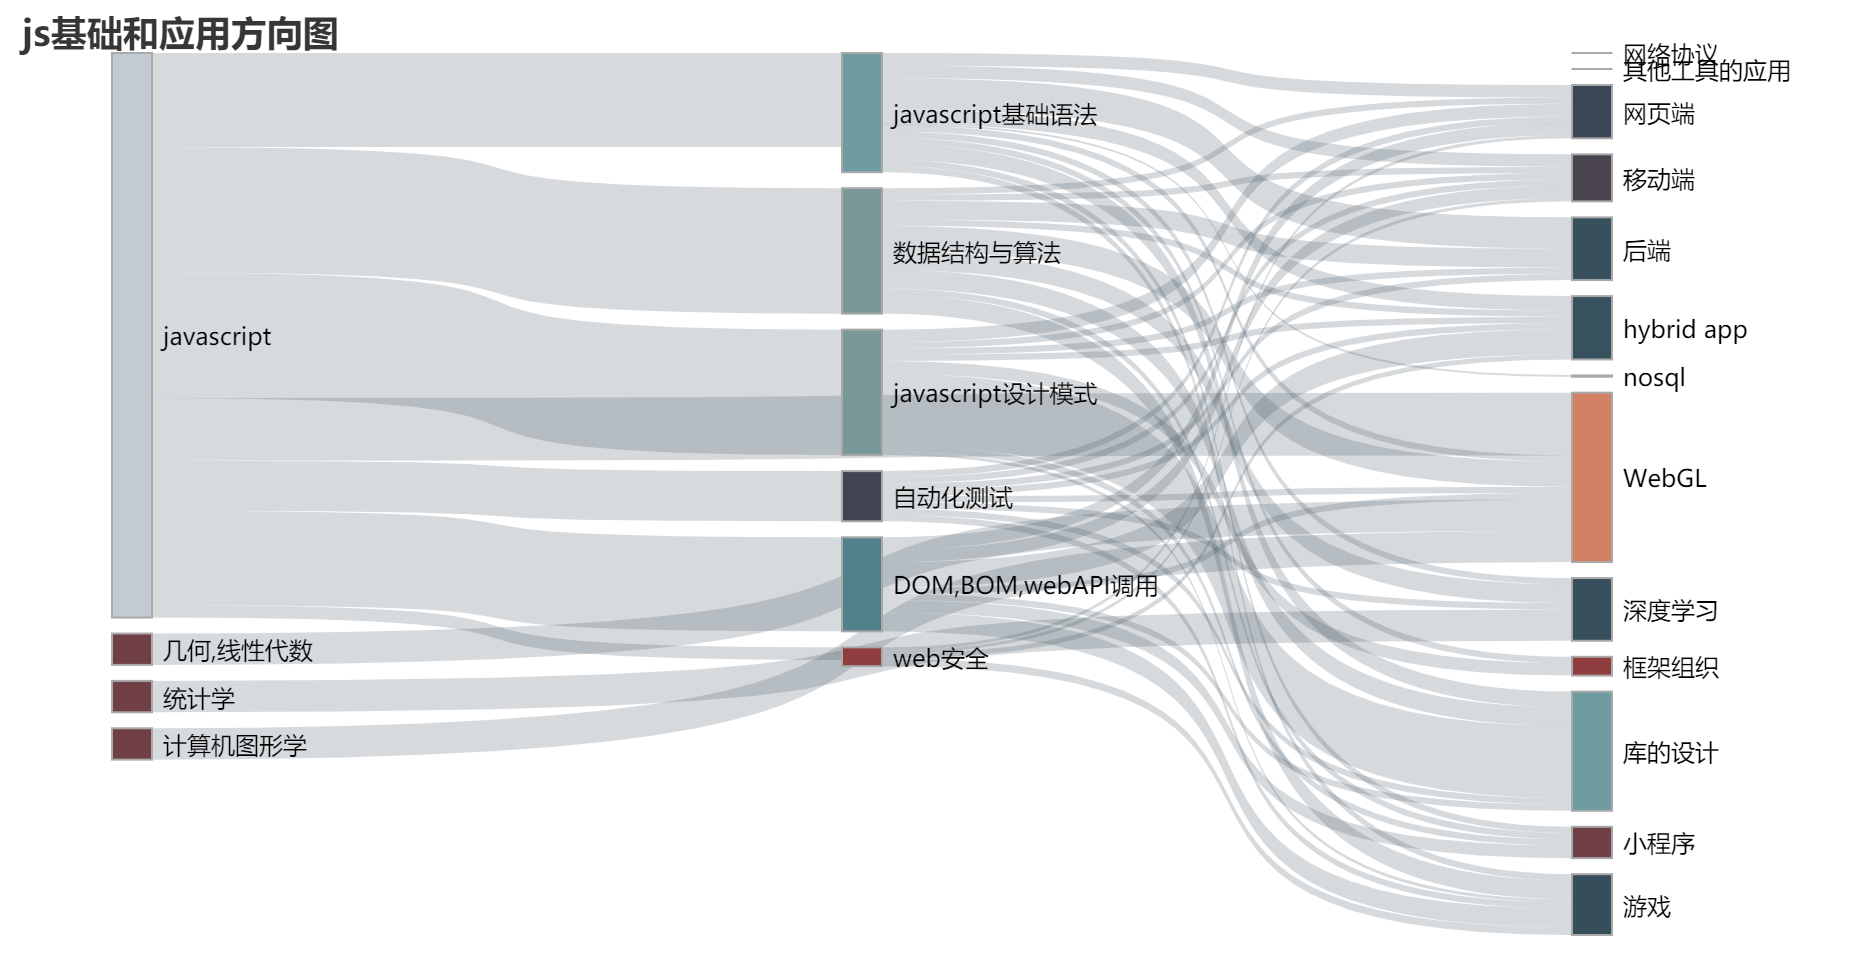 js基础和应用方向图
javascript
几何,线性代数
统计学
计算机图形学
javascript基础语法
数据结构与算法
javascript设计模式
自动化测试
DOM,BOM,webAPI调用
web安全
网络协议
其他工具的应用
网页端
移动端
后端
hybrid app
nosql
WebGL
深度学习
框架组织
库的设计
小程序
游戏